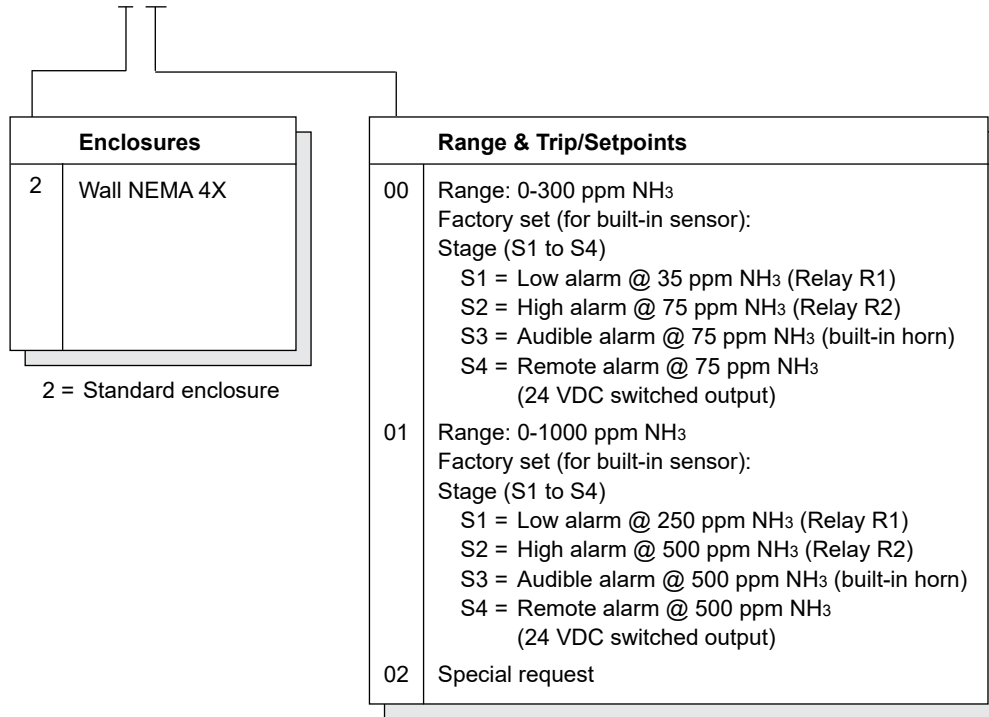 Enclosures
2 Wall NEMA 4X
2 = Standard enclosure
Range & Trip/Setpoints
00 Range: 0-300 ppm NH3
Factory set (for built-in sensor):
Stage (S1 to S4)
S1 = Low alarm @ 35 ppm NH3 (Relay R1)
S2 = High alarm @ 75 ppm NH3 (Relay R2)
S3 = Audible alarm @ 75 ppm NH3 (built-in horn)
S4 = Remote alarm @ 75 ppm NH3
(24 VDC switched output)
01 Range: 0-1000 ppm NH3
Factory set (for built-in sensor):
Stage (S1 to S4)
S1 = Low alarm @ 250 ppm NH3 (Relay R1)
S2 = High alarm @ 500 ppm NH3 (Relay R2)
S3 = Audible alarm @ 500 ppm NH3 (built-in horn)
S4 = Remote alarm @ 500 ppm NH3
(24 VDC switched output)
02 Special request